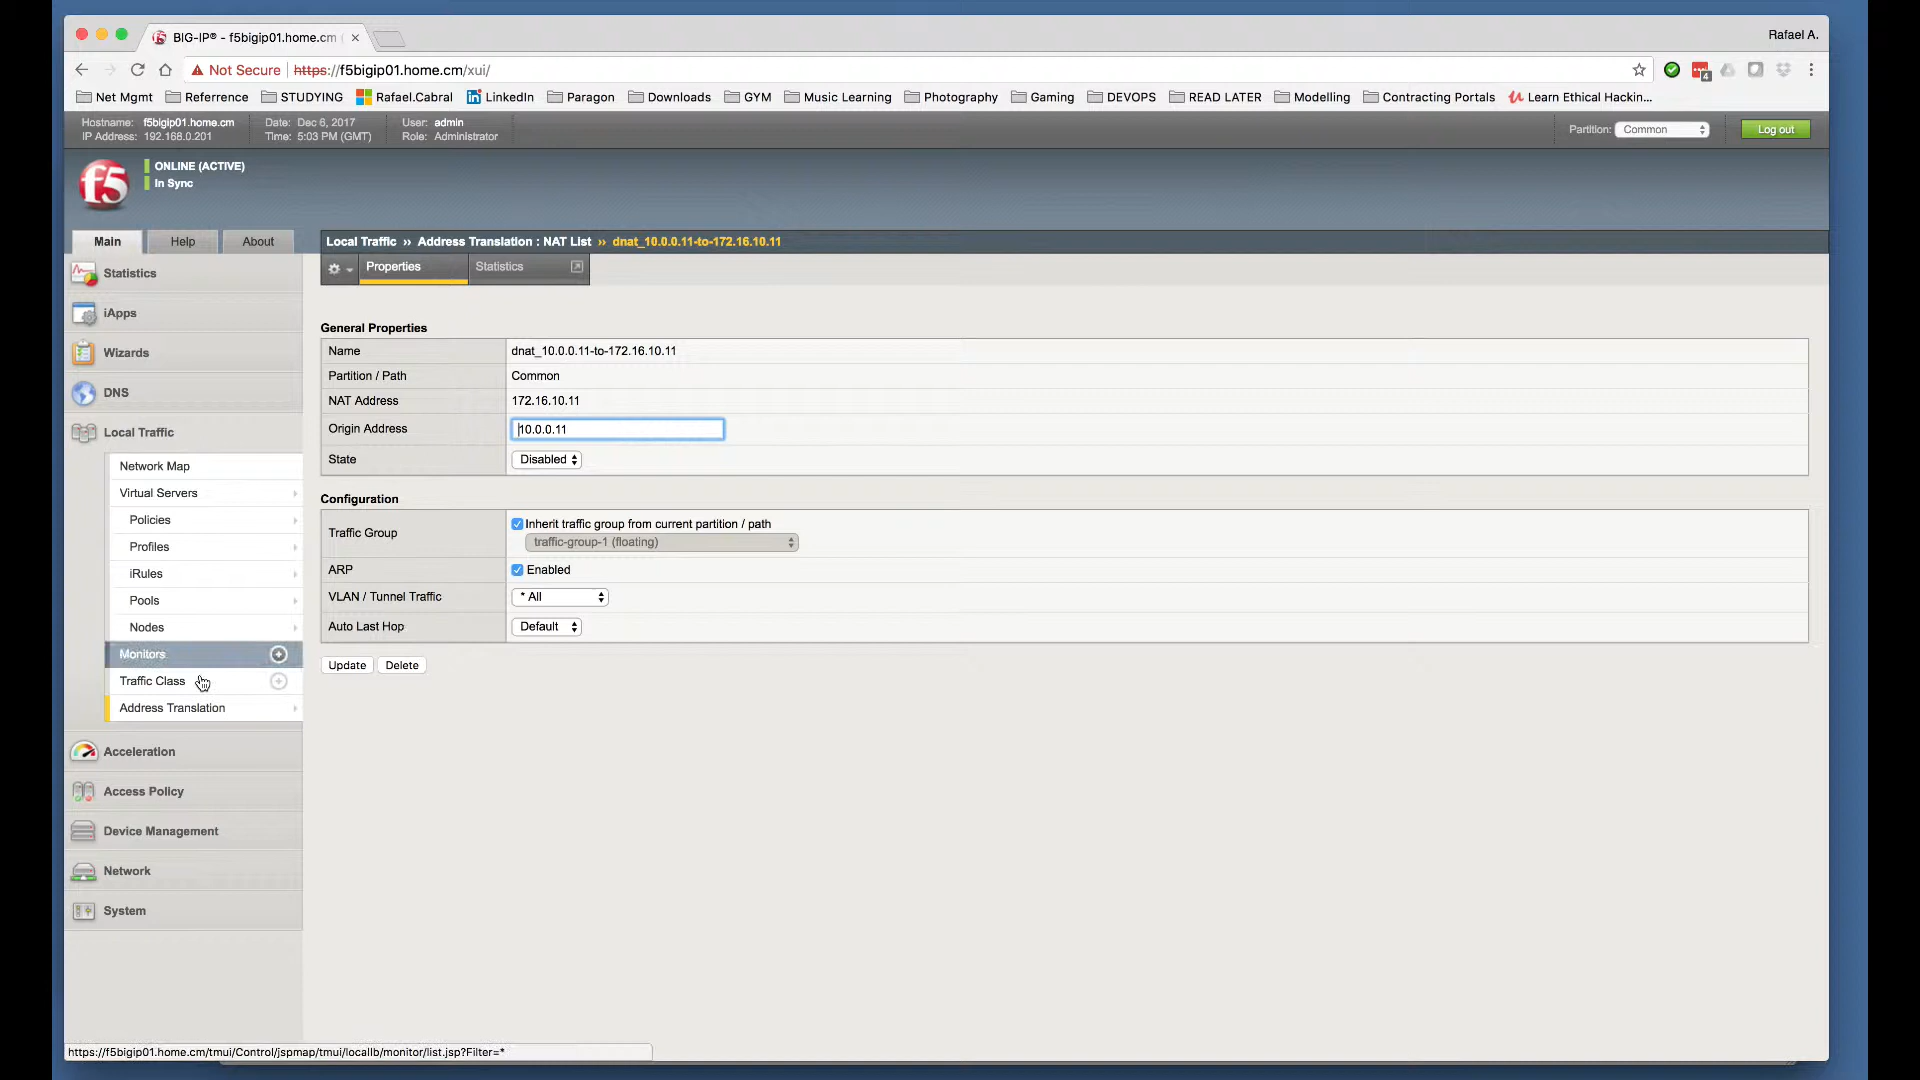 BIG-IP® - f5bigip01.home.cm (
Rafael A.
Not Secure https://f5bigip01.home.cm/xui/
4
Net Mgmt Referrence STUDYING Rafael.Cabral LinkedIn Paragon Downloads GYM Music Learning Photography Gaming DEVOPS READ LATER Modelling Contracting Portals Learn Ethical Hackin...
Hostname: f5bigip01.home.cm Date: Dec 6, 2017 User: admin
IP Address: 192.168.0.201 Time: 5:03 PM (GMT) Role: Administrator
Partition: Common Log out
f5
ONLINE (ACTIVE)
In Sync
Main Help About
Local Traffic ›› Address Translation : NAT List ›› dnat_10.0.0.11-to-172.16.10.11
Properties Statistics
Statistics
iApps
Wizards
DNS
Local Traffic
Network Map
Virtual Servers
Policies
Profiles
iRules
Pools
Nodes
Monitors
Traffic Class
Address Translation
Acceleration
Access Policy
Device Management
Network
System
General Properties
Name dnat_10.0.0.11-to-172.16.10.11
Partition / Path Common
NAT Address 172.16.10.11
Origin Address 10.0.0.11
State Disabled
Configuration
Traffic Group Inherit traffic group from current partition / path
traffic-group-1 (floating)
ARP Enabled
VLAN / Tunnel Traffic * All
Auto Last Hop Default
Update Delete
https://f5bigip01.home.cm/tmui/Control/jspmap/tmui/locallb/monitor/list.jsp?Filter=*